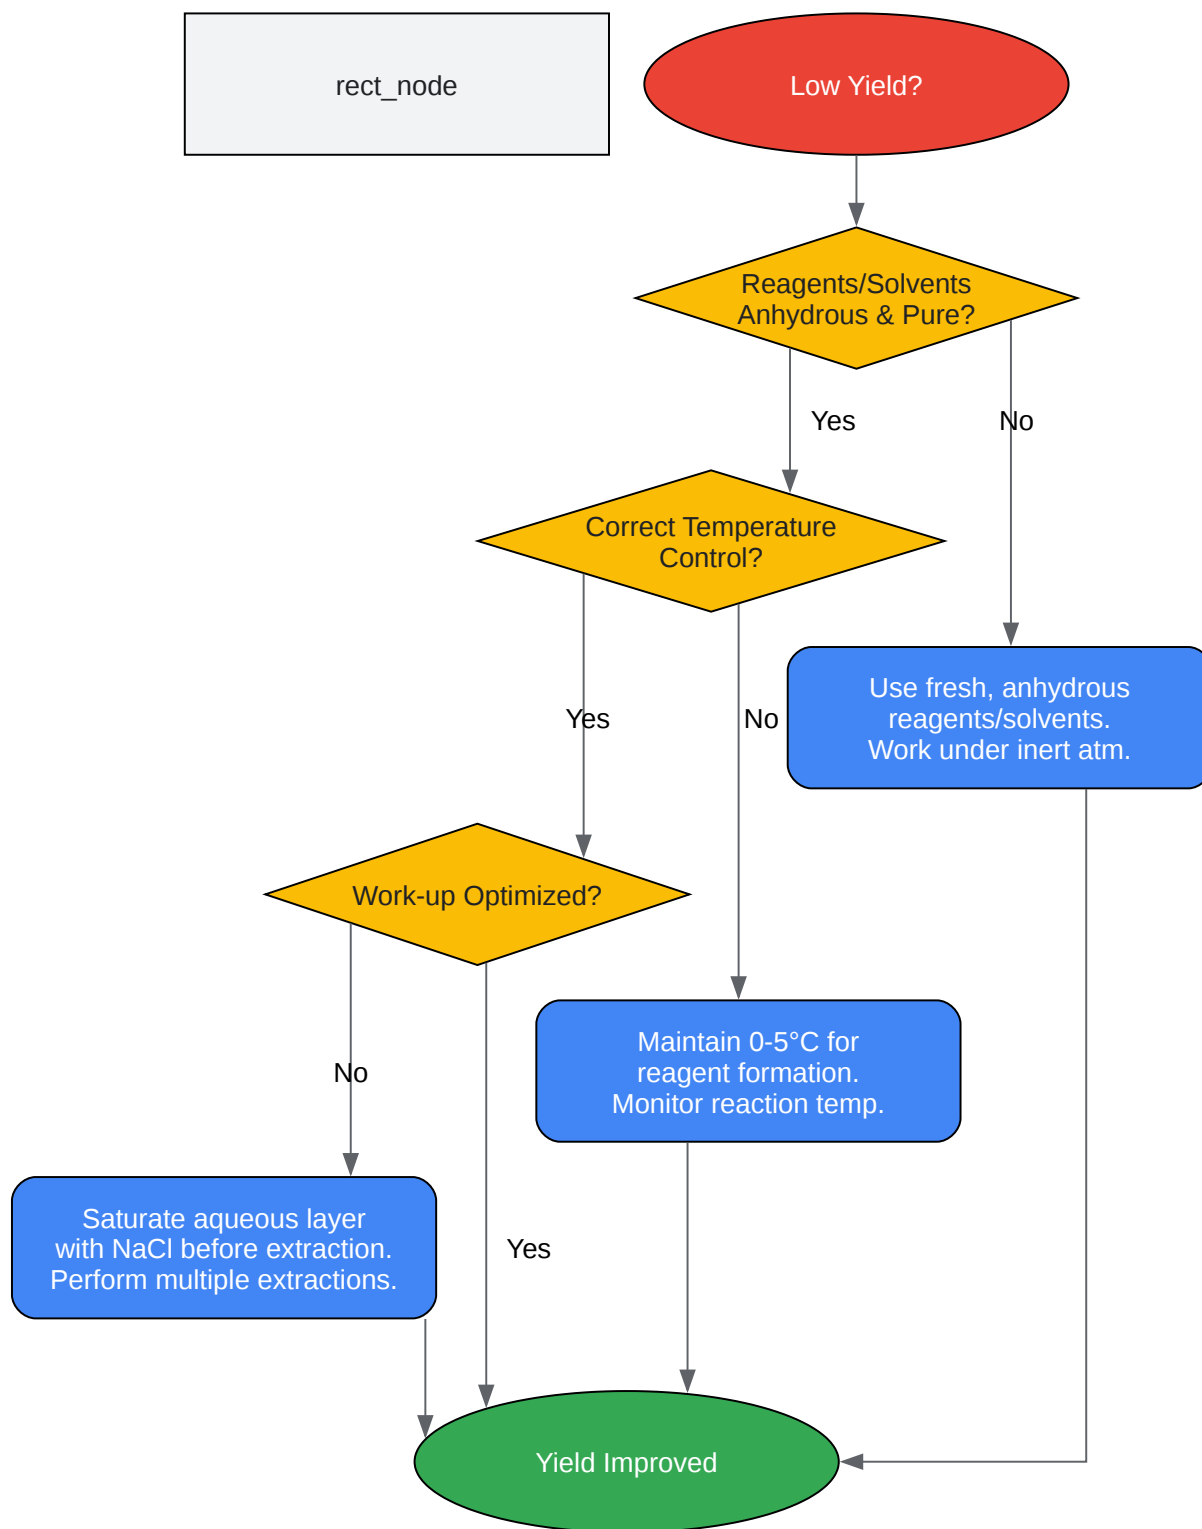 rect_node
Low Yield?
Reagents/Solvents
Anhydrous & Pure?
Yes
No
Correct Temperature
Control?
Use fresh, anhydrous
reagents/solvents.
Work under inert atm.
Yes
No
Work-up Optimized?
Maintain 0-5°C for
reagent formation.
Monitor reaction temp.
No
Saturate aqueous layer
with NaCl before extraction.
Perform multiple extractions.
Yes
Yield Improved